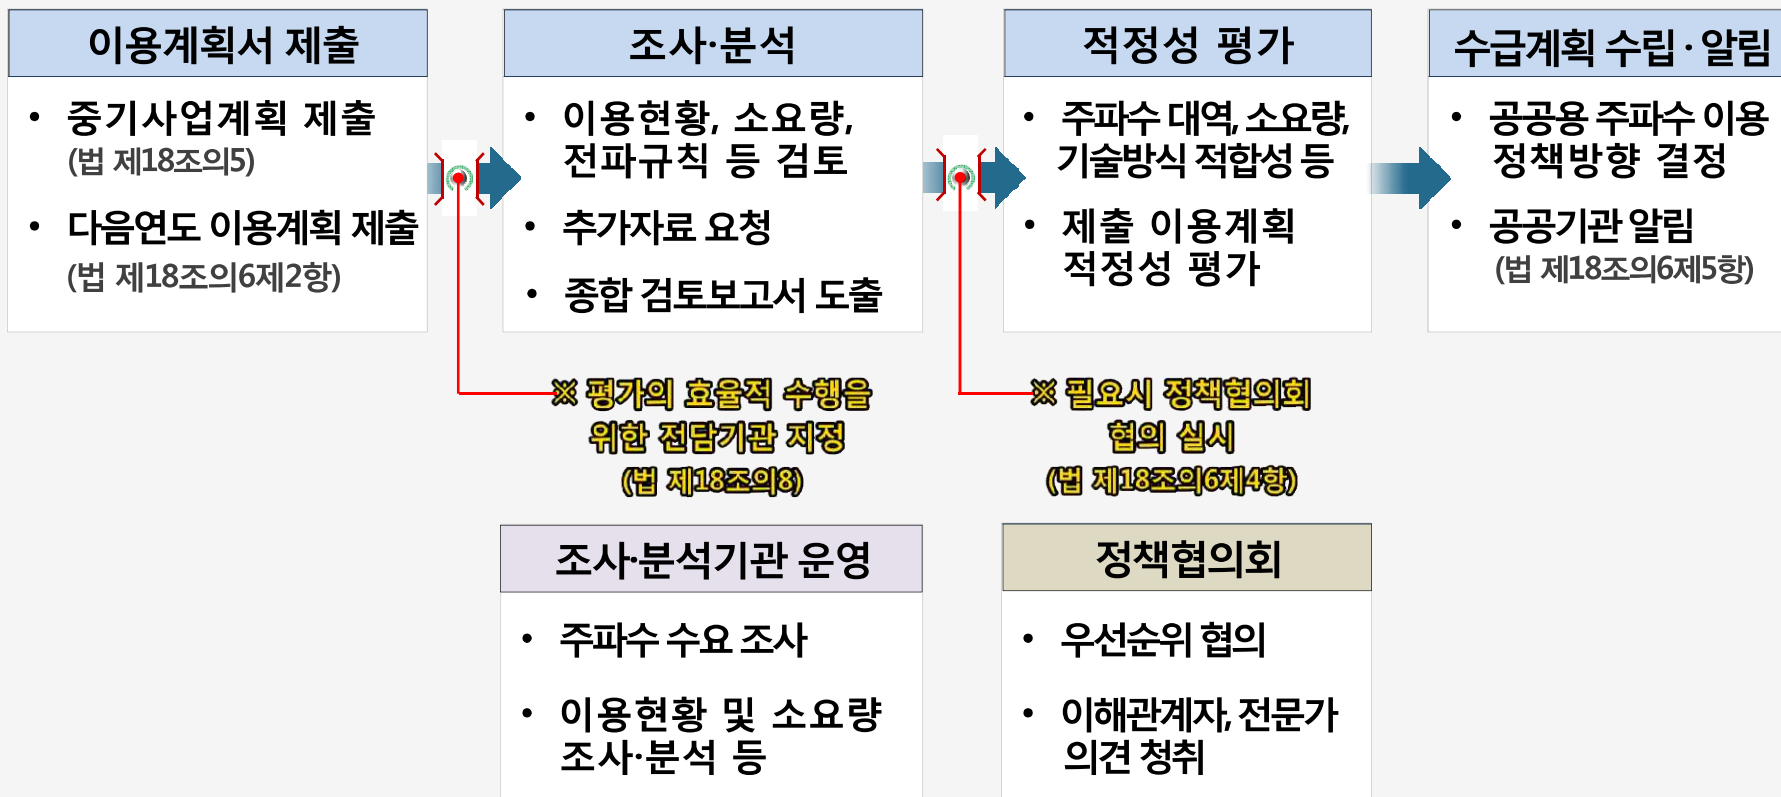 이용계획서 제출
• 중기사업계획 제출
(법 제18조의5)
• 다음연도 이용계획 제출
(법 제18조의6제2항)
조사·분석
• 이용현황, 소요량,
전파규칙 등 검토
• 추가자료 요청
• 종합 검토보고서 도출
적정성 평가
• 주파수 대역, 소요량,
기술방식 적합성 등
• 제출 이용계획
적정성 평가
수급계획 수립·알림
• 공공용 주파수 이용
정책방향 결정
• 공공기관 알림
(법 제18조의6제5항)
※ 평가의 효율적 수행을
위한 전담기관 지정
(법 제18조의8)
※ 필요시 정책협의회
협의 실시
(법 제18조의6제4항)
조사·분석기관 운영
• 주파수 수요 조사
• 이용현황 및 소요량
조사·분석 등
정책협의회
• 우선순위 협의
• 이해관계자, 전문가
의견 청취